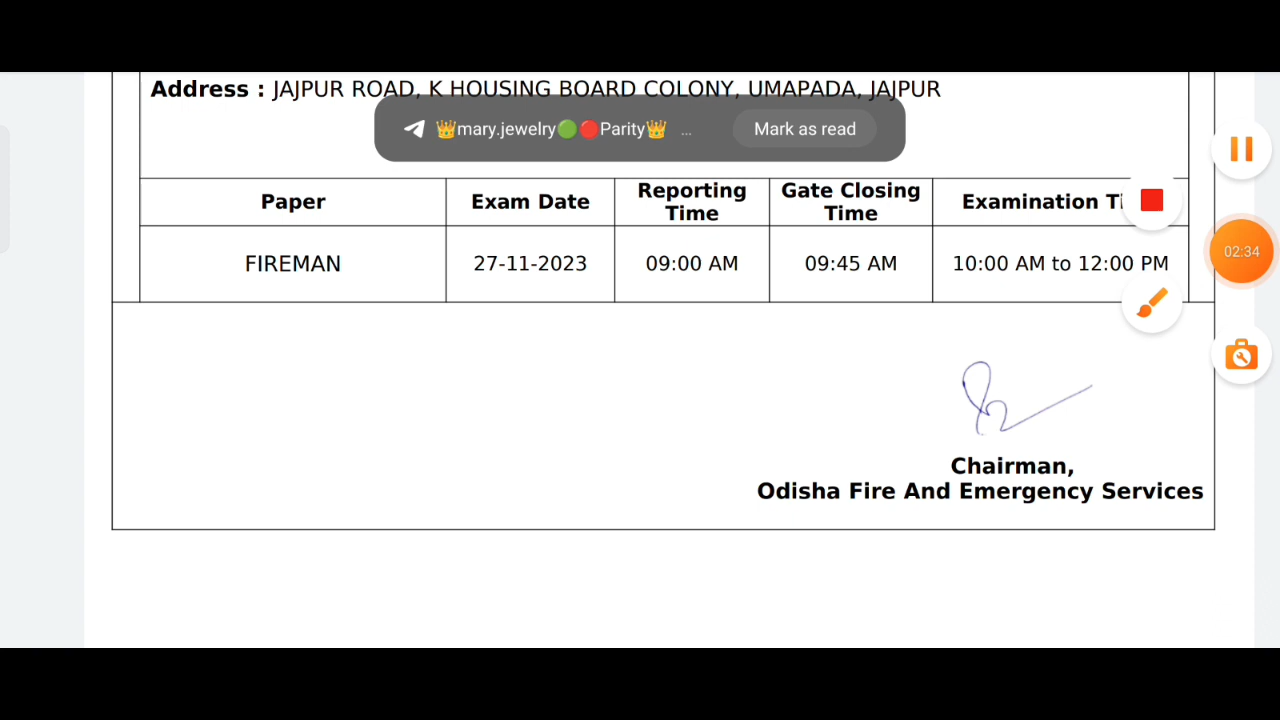 Address : JAJPUR ROAD, K HOUSING BOARD COLONY, UMAPADA, JAJPUR
👑mary.jewelry🟢🔴Parity👑 ... Mark as read
Paper Exam Date Reporting Time Gate Closing Time Examination Ti
FIREMAN 27-11-2023 09:00 AM 09:45 AM 10:00 AM to 12:00 PM
02:34
Chairman,
Odisha Fire And Emergency Services